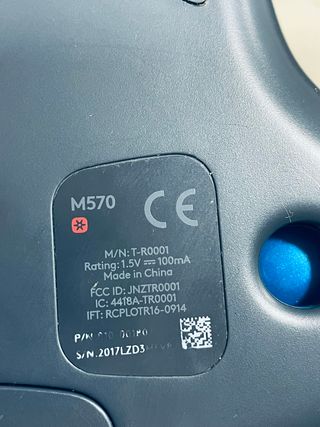 M570
CE
M/N: T-R0001
Rating: 1.5V ⎓ 100mA
Made in China
FCC ID: JNZTR0001
IC: 4418A-TR0001
IFT: RCPLOTR16-0914
P/N
S/N. 2017LZD3